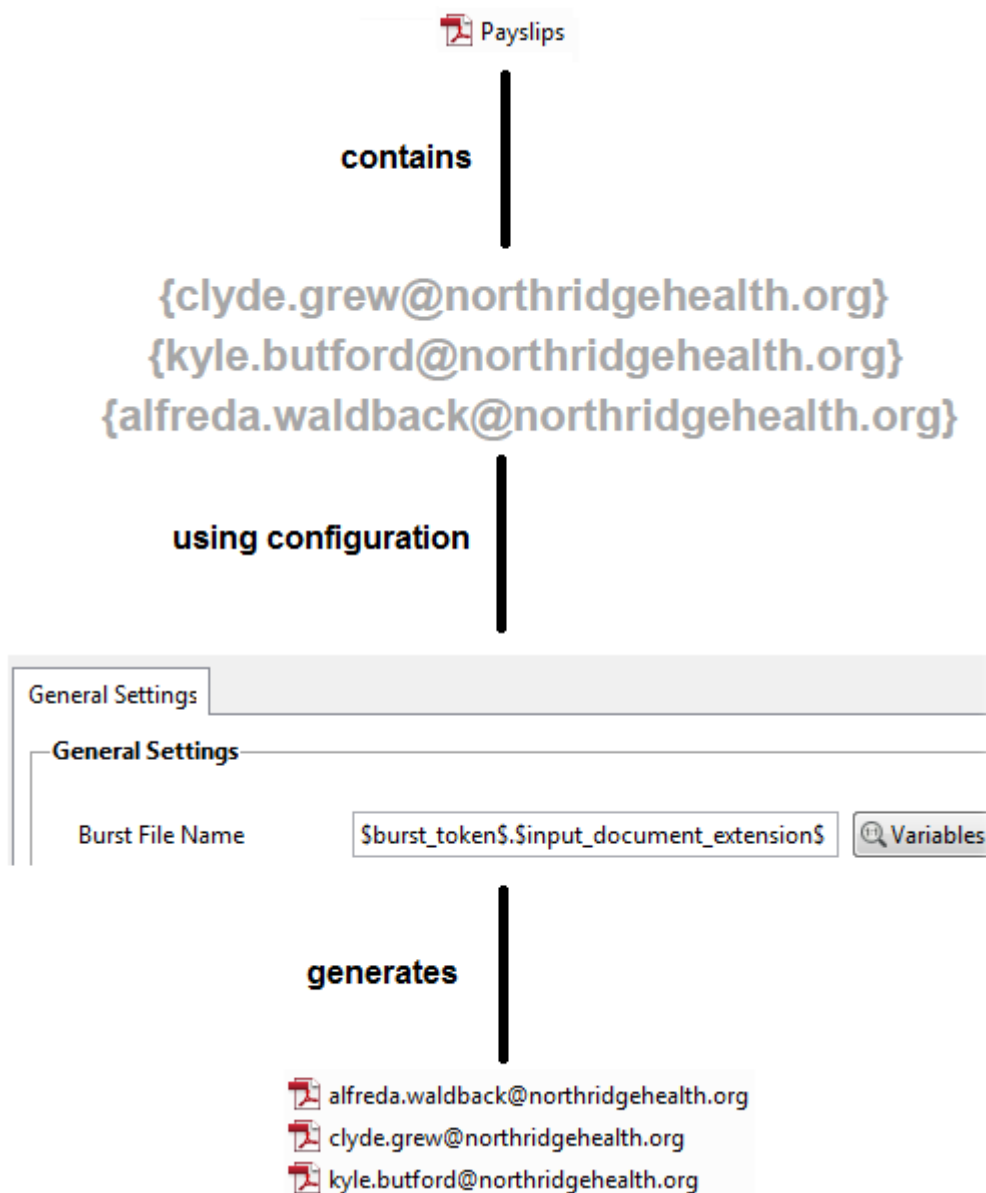 Payslips
contains
{clyde.grew@northridgehealth.org}
{kyle.butford@northridgehealth.org}
{alfreda.waldback@northridgehealth.org}
using configuration
General Settings
General Settings
Burst File Name $burst_token$.$input_document_extension$ Variables
generates
alfreda.waldback@northridgehealth.org
clyde.grew@northridgehealth.org
kyle.butford@northridgehealth.org